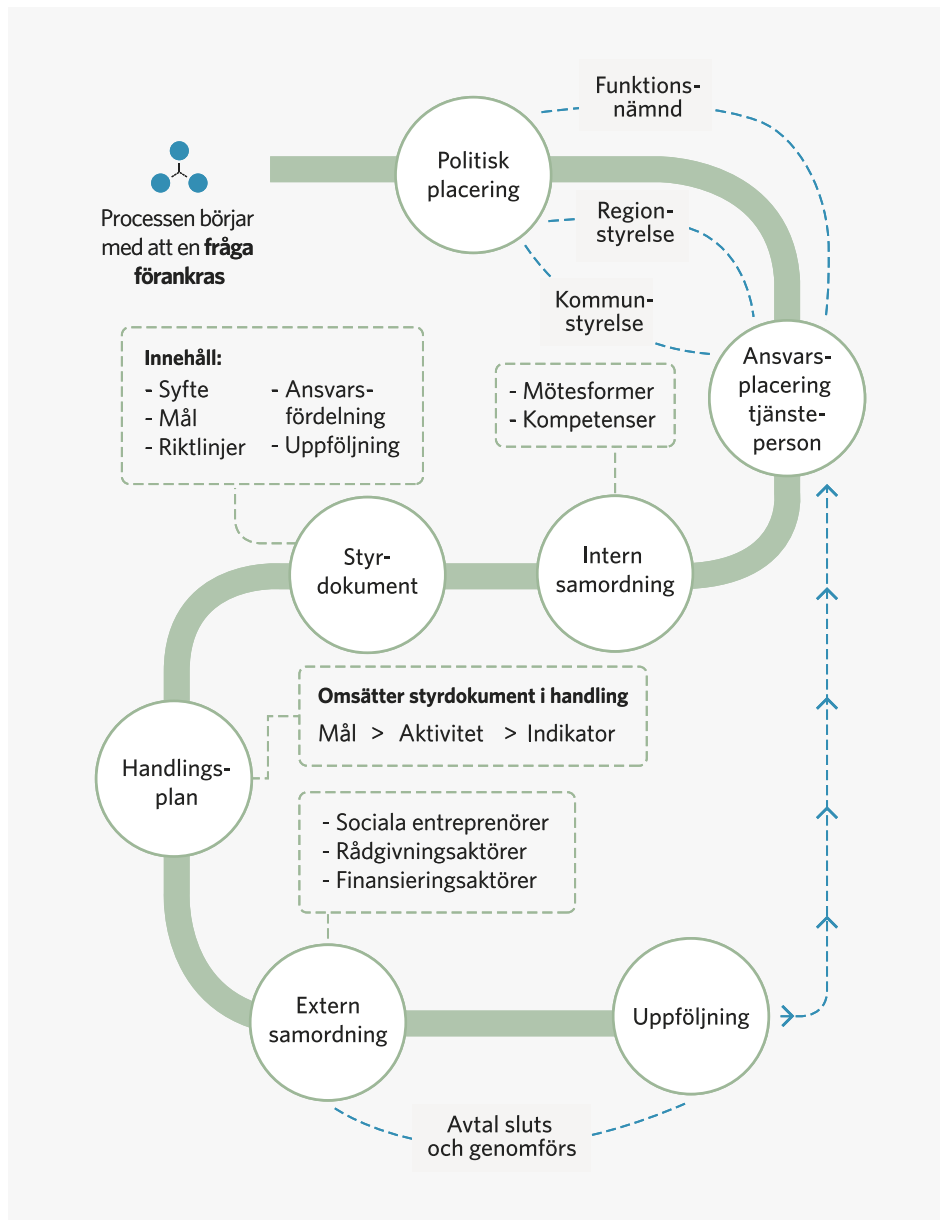 Funktions-
nämnd
Politisk
placering
Processen börjar
med att en fråga
förankras
Region-
styrelse
Kommun-
styrelse
Ansvars-
placering
tjänste-
person
Innehåll:
- Syfte
- Mål
- Riktlinjer
- Ansvars-
fördelning
- Uppföljning
- Mötesformer
- Kompetenser
Styr-
dokument
Intern
samordning
Omsätter styrdokument i handling
Mål > Aktivitet > Indikator
Handlings-
plan
- Sociala entreprenörer
- Rådgivningsaktörer
- Finansieringsaktörer
Extern
samordning
Uppföljning
Avtal sluts
och genomförs